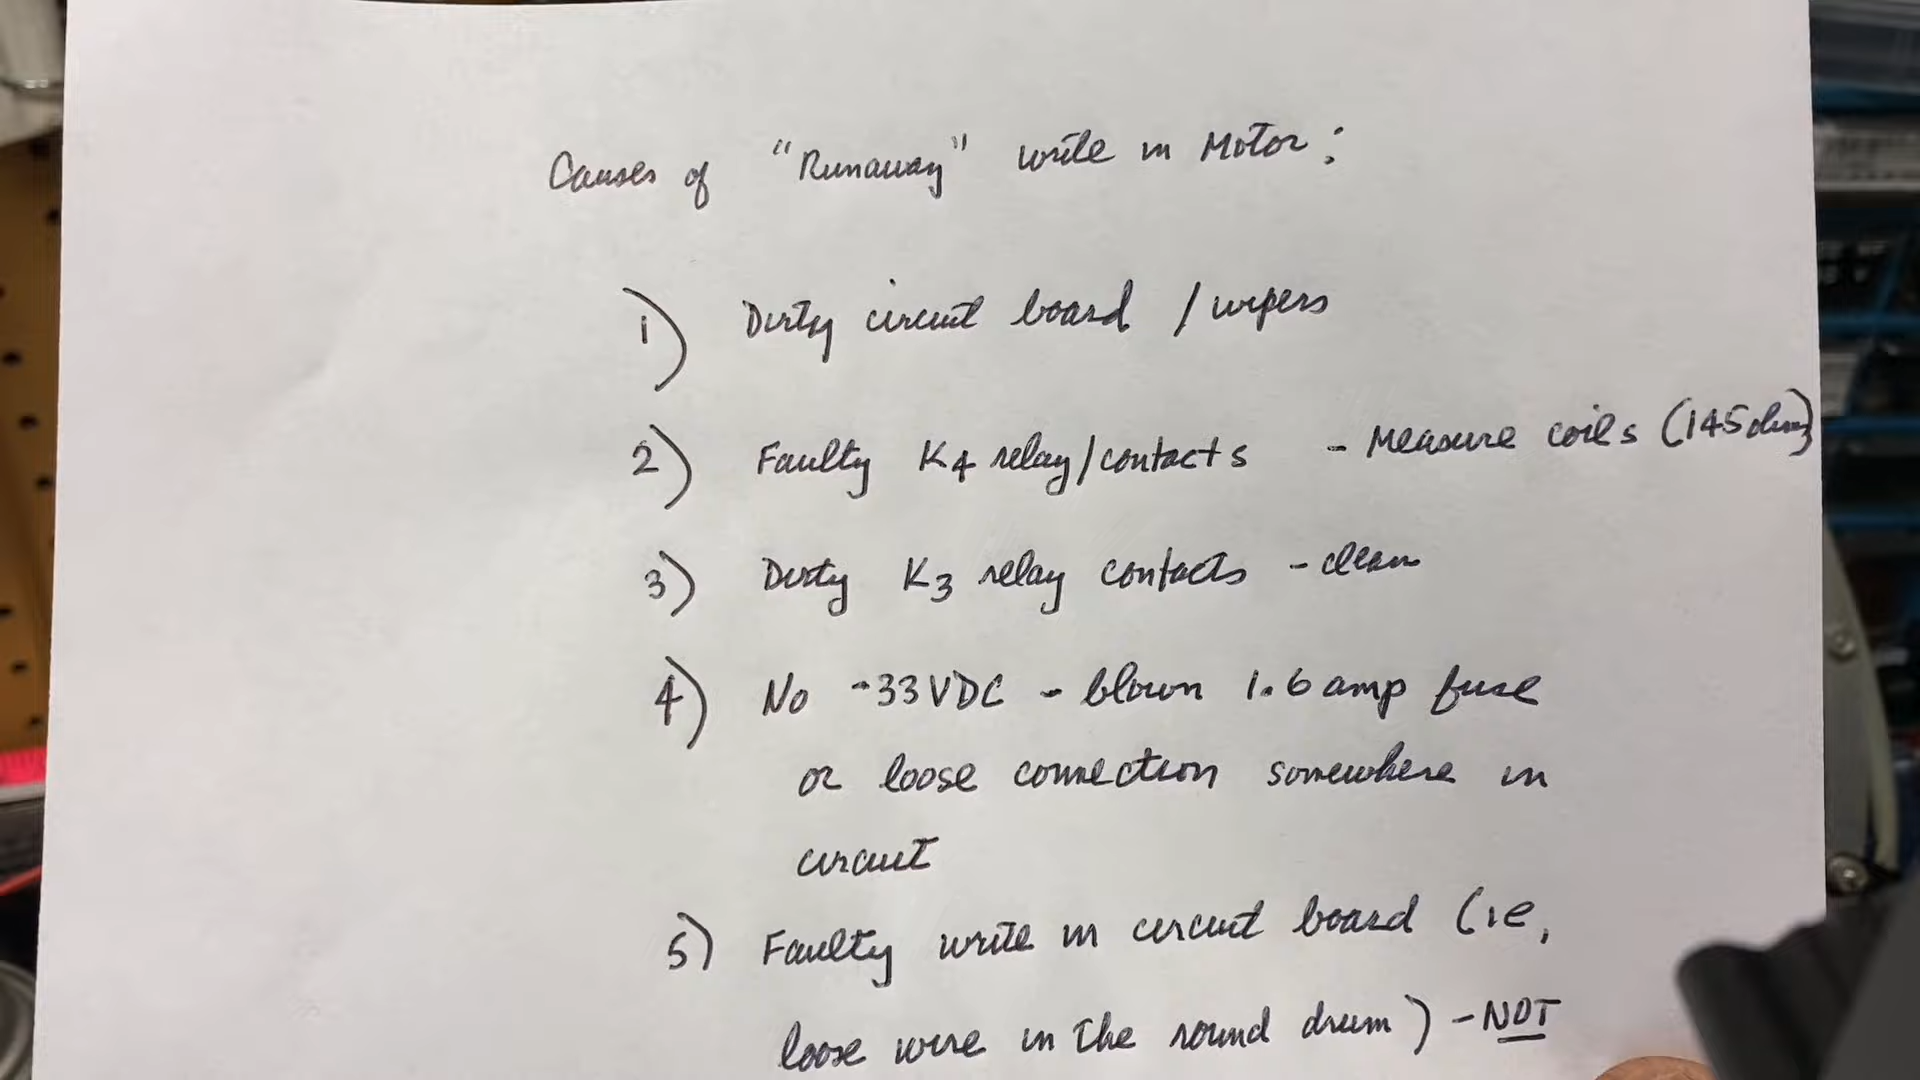 Causes of "Runaway" write in Motor:
1) Dirty circuit board / wipers
2) Faulty K4 relay/contacts - Measure coils (145 ohms)
3) Dirty K3 relay contacts - clean
4) No -33VDC - blown 1.6 amp fuse
or loose connection somewhere in
circuit
5) Faulty write in circuit board (ie,
loose wire in the round drum) - NOT